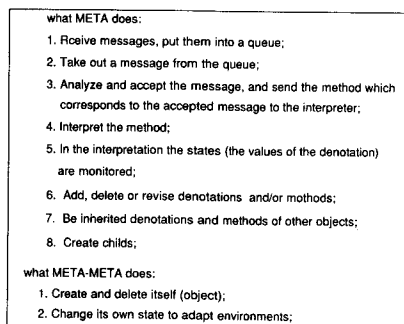 what META does:
1. Rceive messages, put them into a queue;
2. Take out a message from the queue;
3. Analyze and accept the message, and send the method which
corresponds to the accepted message to the interpreter;
4. Interpret the method;
5. In the interpretation the states (the values of the denotation)
are monitored;
6. Add, delete or revise denotations and/or mothods;
7. Be inherited denotations and methods of other objects;
8. Create childs;
what META-META does:
1. Create and delete itself (object);
2. Change its own state to adapt environments;